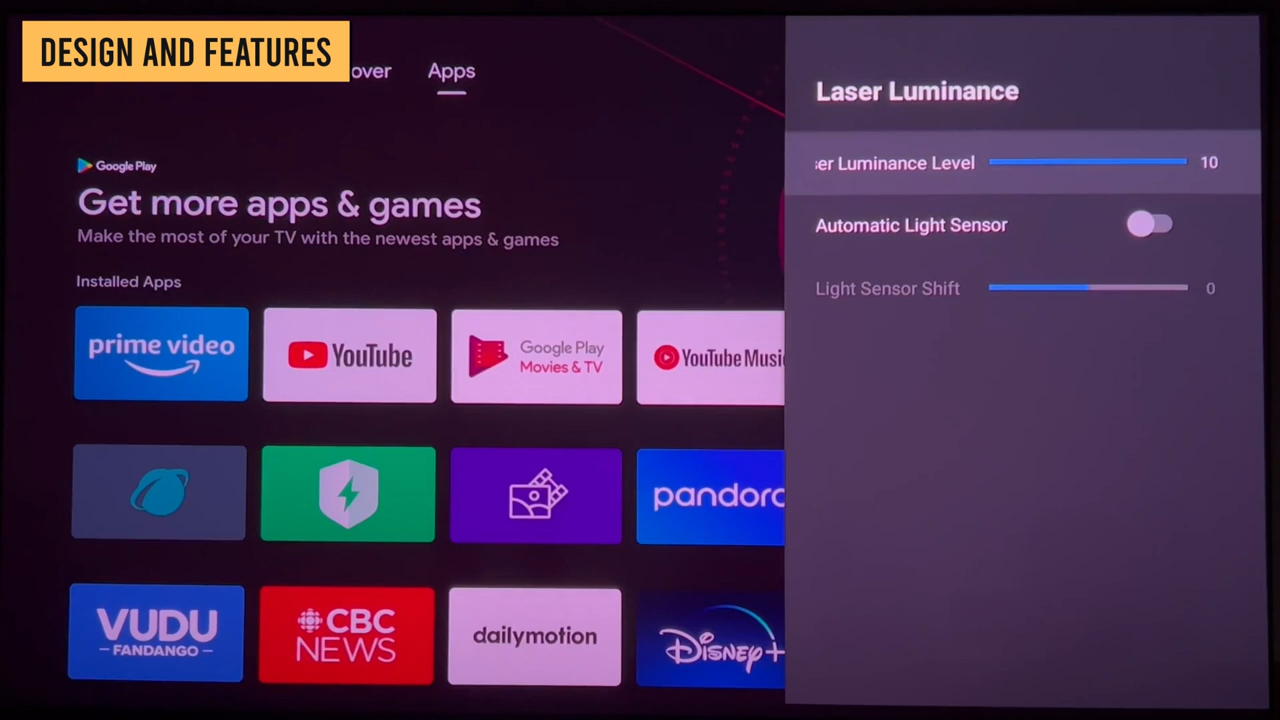 DESIGN AND FEATURES
over
Apps
Google Play
Get more apps & games
Make the most of your TV with the newest apps & games
Installed Apps
prime video
YouTube
Google Play
Movies & TV
YouTube Musi
pandora
VUDU
FANDANGO
CBC
NEWS
dailymotion
Disney+
Laser Luminance
er Luminance Level
10
Automatic Light Sensor
Light Sensor Shift
0